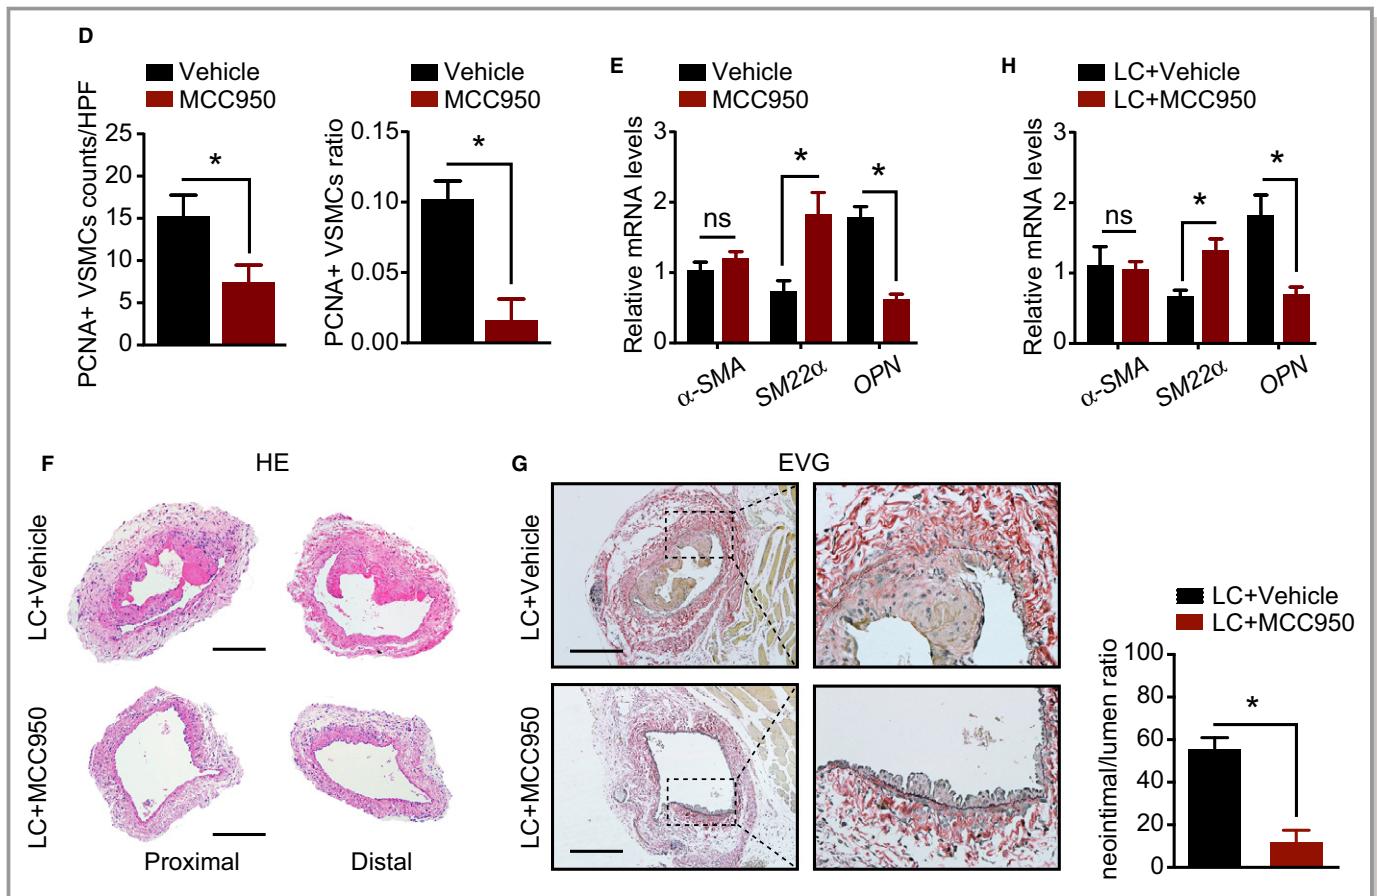 D
Vehicle
MCC950
PCNA+ VSMCs counts/HPF
25
20
15
10
5
0
*
Vehicle
MCC950
PCNA+ VSMCs ratio
0.15
0.10
0.05
0.00
*
E
Vehicle
MCC950
Relative mRNA levels
3
2
1
0
ns
*
*
α-SMA
SM22α
OPN
H
LC+Vehicle
LC+MCC950
Relative mRNA levels
3
2
1
0
ns
*
*
α-SMA
SM22α
OPN
F
HE
LC+Vehicle
LC+MCC950
Proximal
Distal
G
EVG
LC+Vehicle
LC+MCC950
LC+Vehicle
LC+MCC950
neointimal/lumen ratio
100
80
60
40
20
0
*